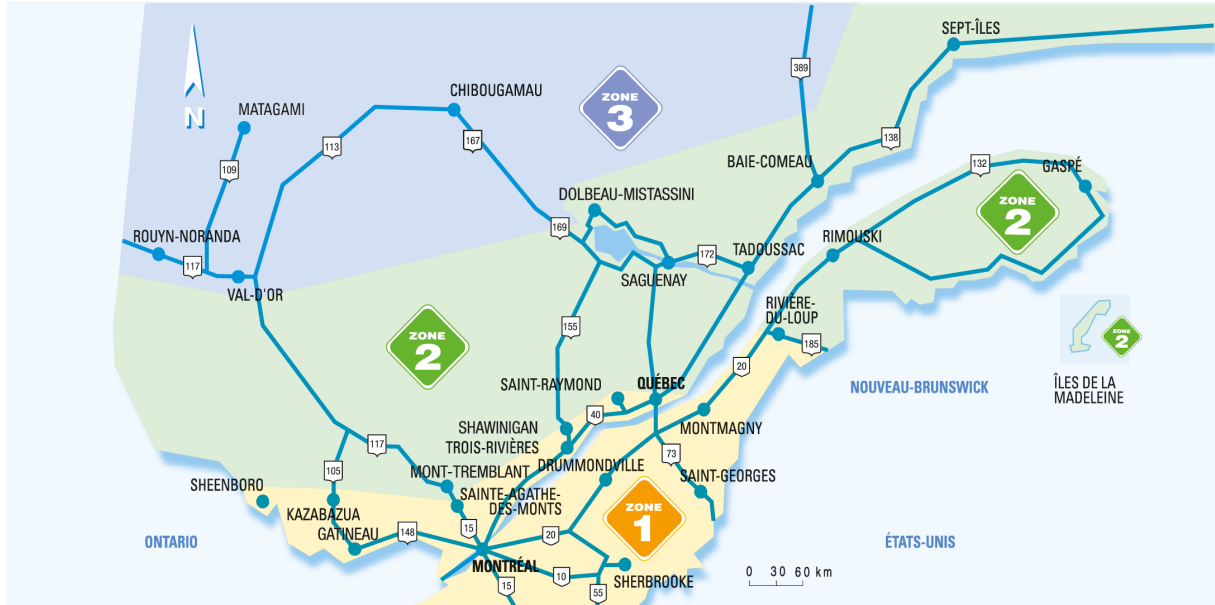 SEPT-ÎLES
389
CHIBOUGAMAU
ZONE
3
MATAGAMI
N
138
113
167
132
BAIE-COMEAU
GASPÉ
109
DOLBEAU-MISTASSINI
ZONE
2
169
ROUYN-NORANDA
RIMOUSKI
172
TADOUSSAC
117
SAGUENAY
VAL-D'OR
RIVIÈRE-
DU-LOUP
155
ZONE
2
185
ZONE
2
20
SAINT-RAYMOND
QUÉBEC
NOUVEAU-BRUNSWICK
ÎLES DE LA
MADELEINE
40
SHAWINIGAN
MONTMAGNY
TROIS-RIVIÈRES
117
73
105
MONT-TREMBLANT
DRUMMONDVILLE
SAINT-GEORGES
SHEENBORO
SAINTE-AGATHE-
DES-MONTS
ZONE
1
KAZABAZUA
GATINEAU
148
15
20
ONTARIO
ÉTATS-UNIS
MONTRÉAL
10
SHERBROOKE
0 30 60 km
15
55